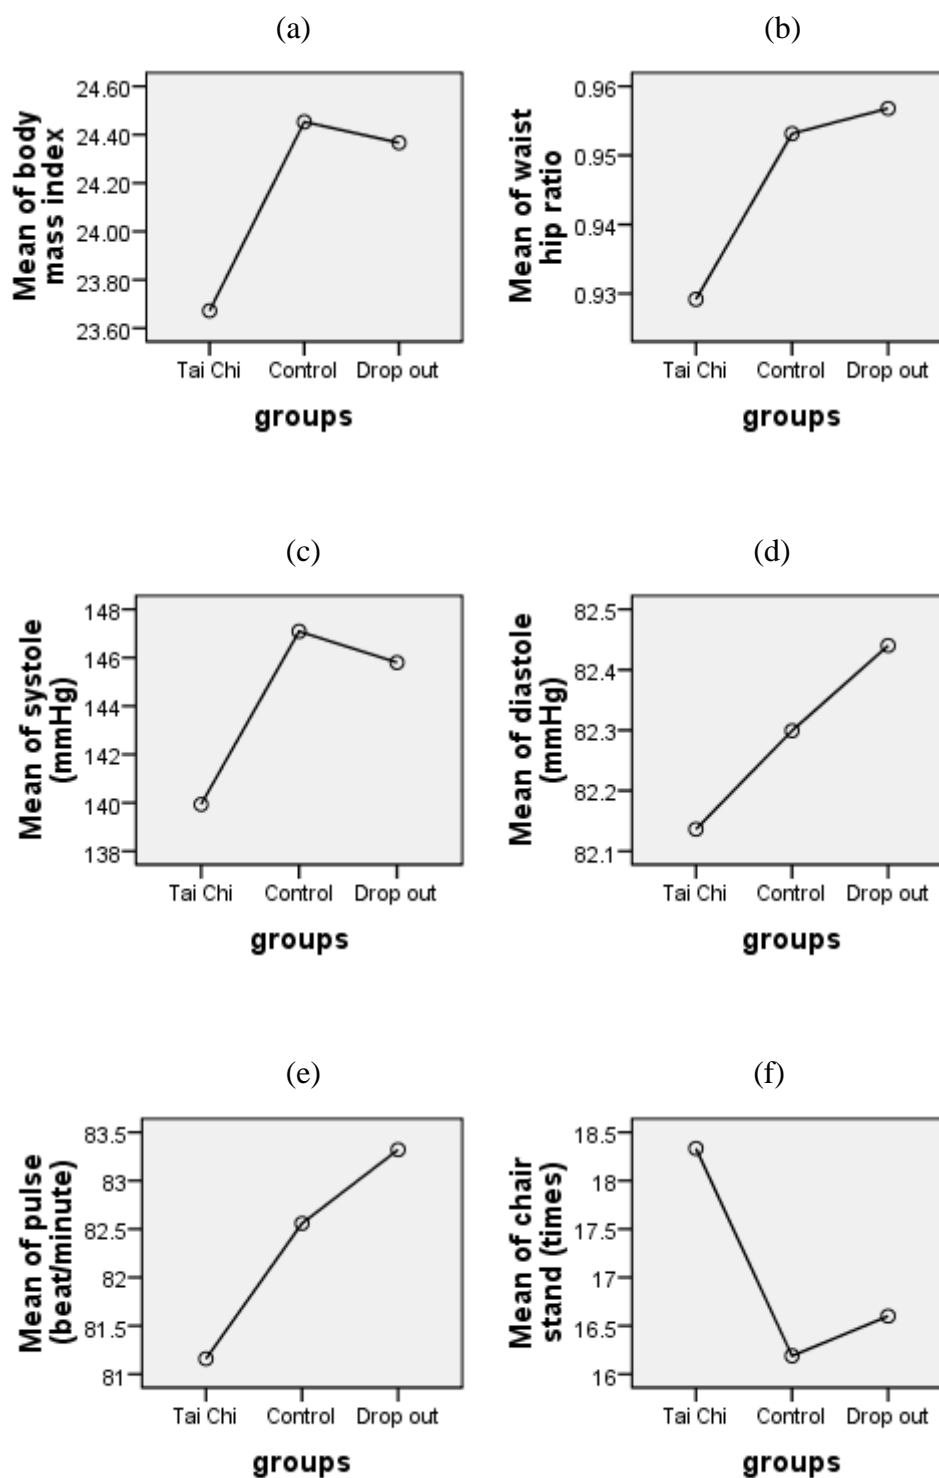 (a)
Mean of body
mass index
24.60
24.40
24.20
24.00
23.80
23.60
Tai Chi Control Drop out
groups
(b)
Mean of waist
hip ratio
0.96
0.95
0.94
0.93
Tai Chi Control Drop out
groups
(c)
Mean of systole
(mmHg)
148
146
144
142
140
138
Tai Chi Control Drop out
groups
(d)
Mean of diastole
(mmHg)
82.5
82.4
82.3
82.2
82.1
Tai Chi Control Drop out
groups
(e)
Mean of pulse
(beat/minute)
83.5
83
82.5
82
81.5
81
Tai Chi Control Drop out
groups
(f)
Mean of chair
stand (times)
18.5
18
17.5
17
16.5
16
Tai Chi Control Drop out
groups